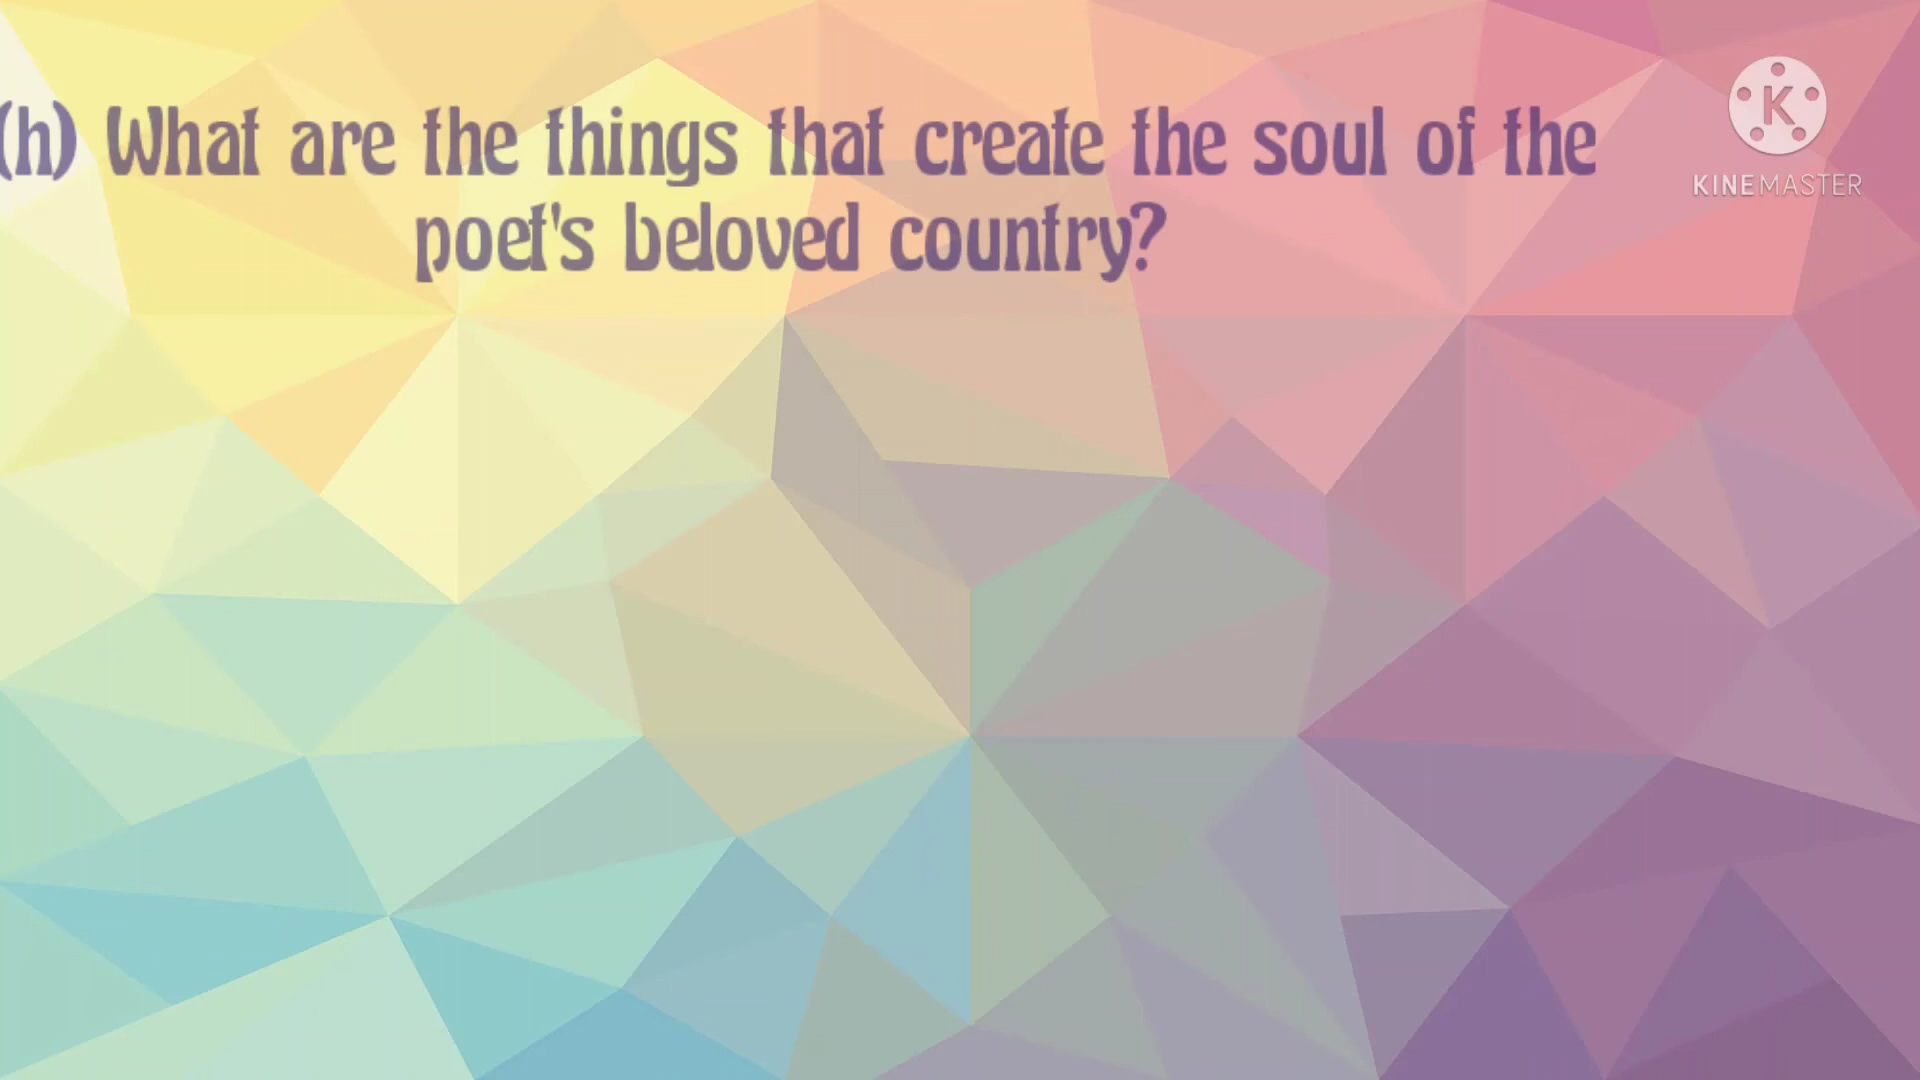 (h) What are the things that create the soul of the
poet's beloved country?
K
KINEMASTER